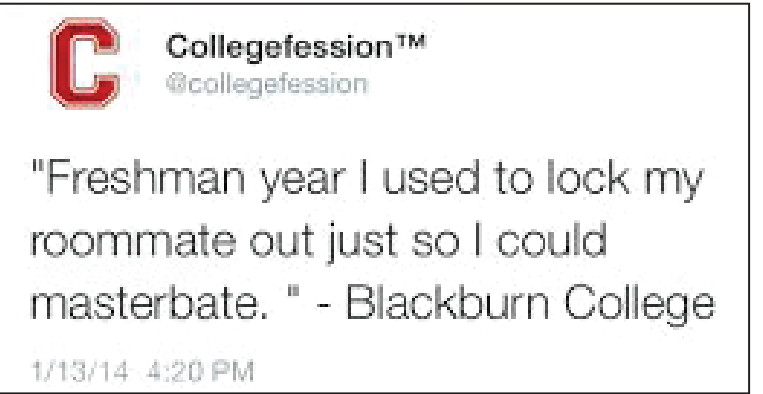 C
Collegefession™
@collegefession
"Freshman year I used to lock my
roommate out just so I could
masterbate. " - Blackburn College
1/13/14 4:20 PM